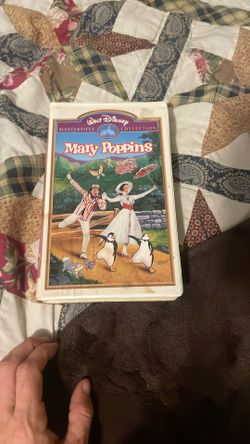 Walt Disney
MASTERPIECE COLLECTION
Mary Poppins